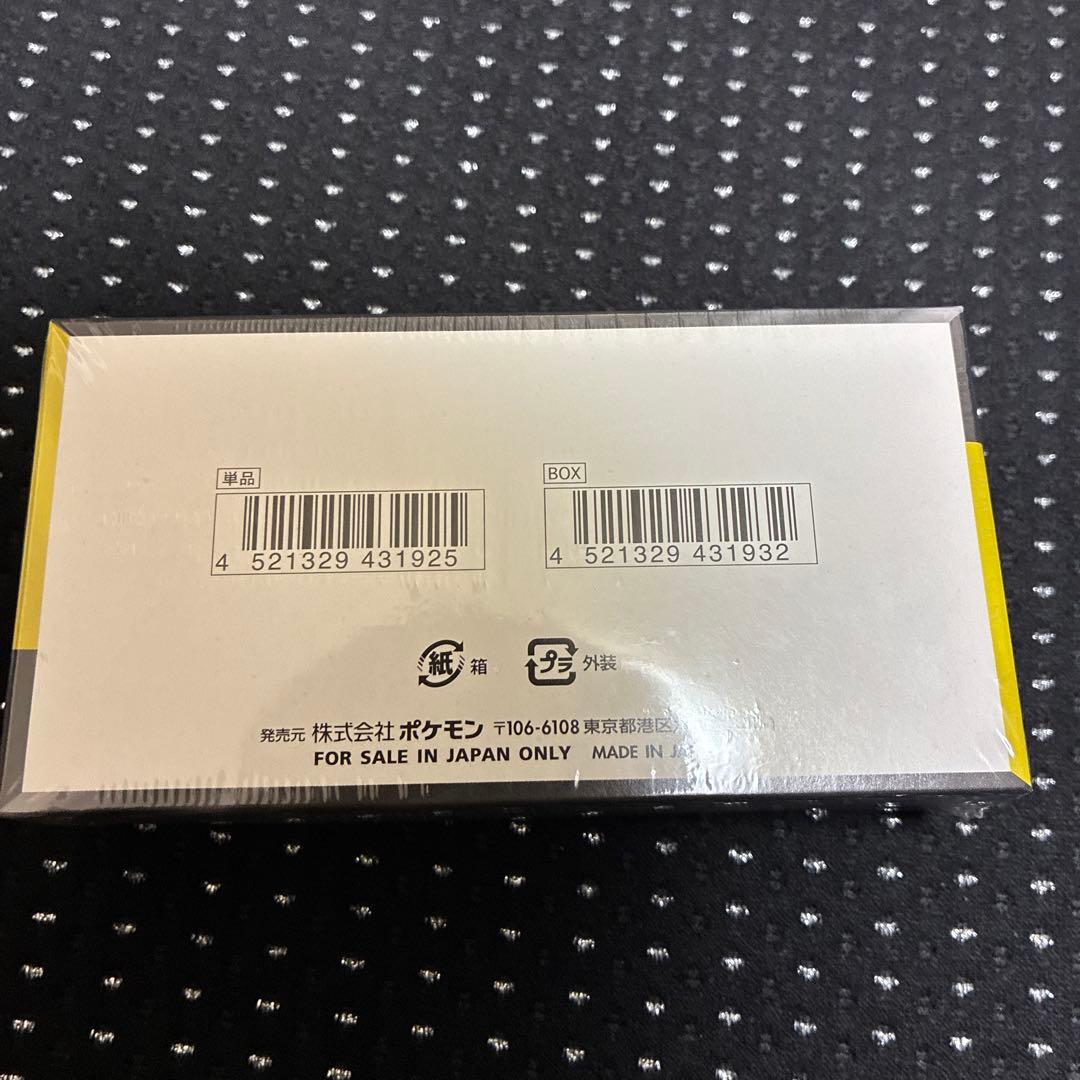 単品
BOX
4 521329 431925
4 521329 431932
紙 箱
プラ 外装
発売元 株式会社 ポケモン 〒106-6108 東京都港区
FOR SALE IN JAPAN ONLY MADE IN